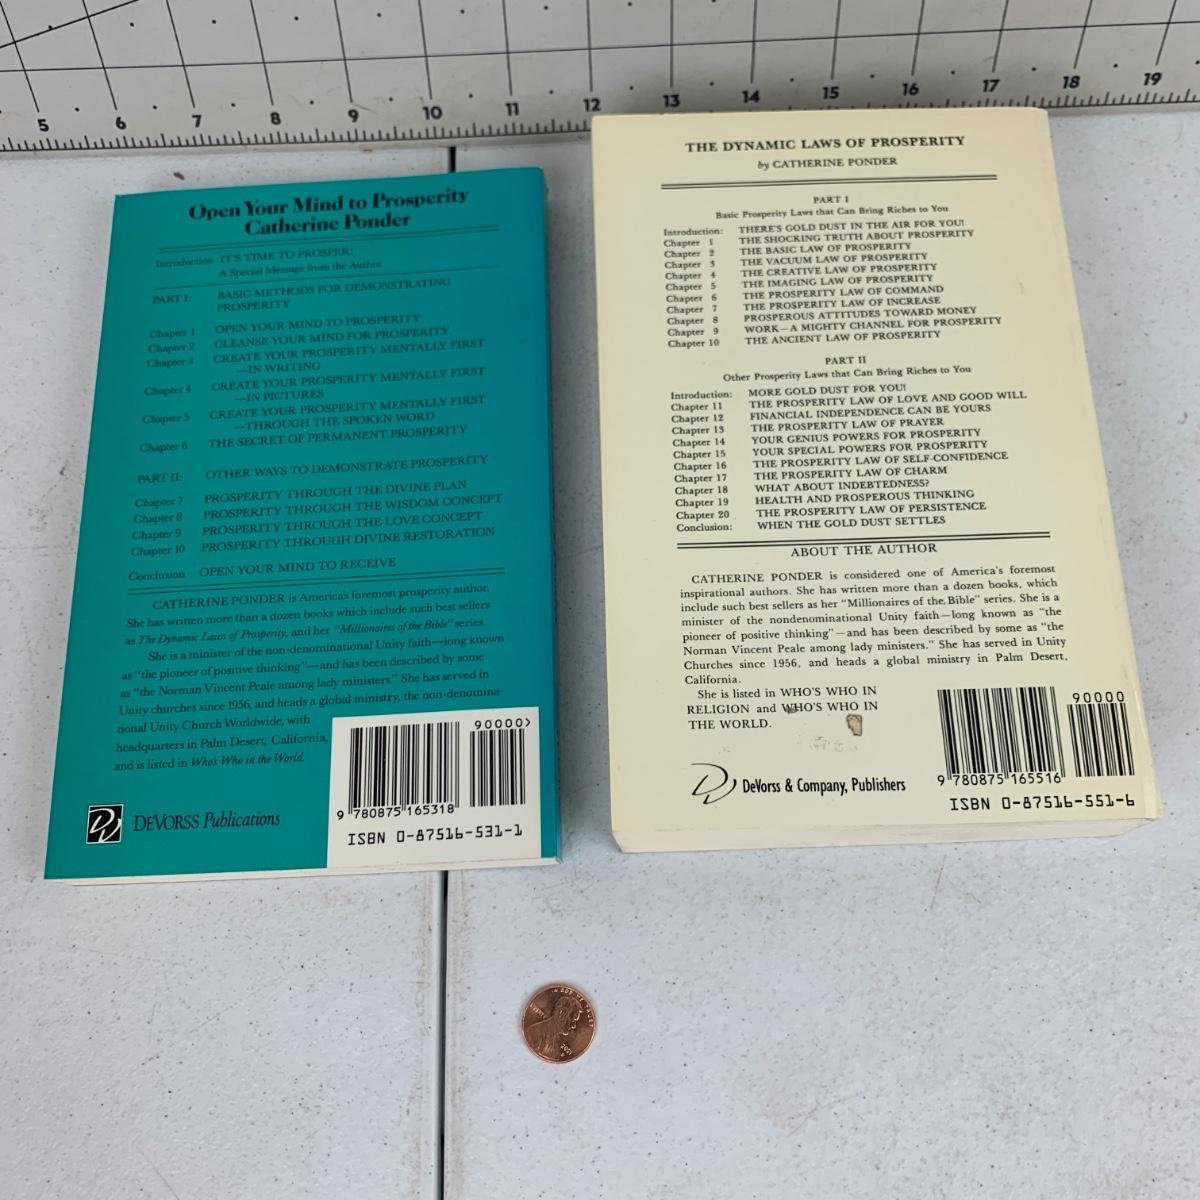 5 6 7 8 9 10 11 12 13 14 15 16 17 18 19
Open Your Mind to Prosperity
Catherine Ponder
Introduction IT'S TIME TO PROSPER!
A Special Message from the Author
PART I: BASIC METHODS FOR DEMONSTRATING
PROSPERITY
Chapter 1 OPEN YOUR MIND TO PROSPERITY
Chapter 2 CLEANSE YOUR MIND FOR PROSPERITY
Chapter 3 CREATE YOUR PROSPERITY MENTALLY FIRST
—IN WRITING
Chapter 4 CREATE YOUR PROSPERITY MENTALLY FIRST
—IN PICTURES
Chapter 5 CREATE YOUR PROSPERITY MENTALLY FIRST
—THROUGH THE SPOKEN WORD
Chapter 6 THE SECRET OF PERMANENT PROSPERITY
PART II: OTHER WAYS TO DEMONSTRATE PROSPERITY
Chapter 7 PROSPERITY THROUGH THE DIVINE PLAN
Chapter 8 PROSPERITY THROUGH THE WISDOM CONCEPT
Chapter 9 PROSPERITY THROUGH THE LOVE CONCEPT
Chapter 10 PROSPERITY THROUGH DIVINE RESTORATION
Conclusion OPEN YOUR MIND TO RECEIVE
CATHERINE PONDER is America's foremost prosperity author.
She has written more than a dozen books which include such best sellers
as The Dynamic Laws of Prosperity, and her "Millionaires of the Bible" series.
She is a minister of the non-denominational Unity faith—long known
as "the pioneer of positive thinking"—and has been described by some
as "the Norman Vincent Peale among lady ministers." She has served in
Unity churches since 1956, and heads a global ministry, the non-denomina-
tional Unity Church Worldwide, with
headquarters in Palm Desert, California,
and is listed in Who's Who in the World.
DEVORSS Publications
90000>
9 780875 165318
ISBN 0-87516-531-1
THE DYNAMIC LAWS OF PROSPERITY
by CATHERINE PONDER
PART I
Basic Prosperity Laws that Can Bring Riches to You
Introduction: THERE'S GOLD DUST IN THE AIR FOR YOU!
Chapter 1 THE SHOCKING TRUTH ABOUT PROSPERITY
Chapter 2 THE BASIC LAW OF PROSPERITY
Chapter 3 THE VACUUM LAW OF PROSPERITY
Chapter 4 THE CREATIVE LAW OF PROSPERITY
Chapter 5 THE IMAGING LAW OF PROSPERITY
Chapter 6 THE PROSPERITY LAW OF COMMAND
Chapter 7 THE PROSPERITY LAW OF INCREASE
Chapter 8 PROSPEROUS ATTITUDES TOWARD MONEY
Chapter 9 WORK—A MIGHTY CHANNEL FOR PROSPERITY
Chapter 10 THE ANCIENT LAW OF PROSPERITY
PART II
Other Prosperity Laws that Can Bring Riches to You
Introduction: MORE GOLD DUST FOR YOU!
Chapter 11 THE PROSPERITY LAW OF LOVE AND GOOD WILL
Chapter 12 FINANCIAL INDEPENDENCE CAN BE YOURS
Chapter 13 THE PROSPERITY LAW OF PRAYER
Chapter 14 YOUR GENIUS POWERS FOR PROSPERITY
Chapter 15 YOUR SPECIAL POWERS FOR PROSPERITY
Chapter 16 THE PROSPERITY LAW OF SELF-CONFIDENCE
Chapter 17 THE PROSPERITY LAW OF CHARM
Chapter 18 WHAT ABOUT INDEBTEDNESS?
Chapter 19 HEALTH AND PROSPEROUS THINKING
Chapter 20 THE PROSPERITY LAW OF PERSISTENCE
Conclusion: WHEN THE GOLD DUST SETTLES
ABOUT THE AUTHOR
CATHERINE PONDER is considered one of America's foremost
inspirational authors. She has written more than a dozen books, which
include such best sellers as her "Millionaires of the Bible" series. She is a
minister of the nondenominational Unity faith—long known as "the
pioneer of positive thinking"—and has been described by some as "the
Norman Vincent Peale among lady ministers." She has served in Unity
Churches since 1956, and heads a global ministry in Palm Desert,
California.
She is listed in WHO'S WHO IN
RELIGION and WHO'S WHO IN
THE WORLD.
DeVorss & Company, Publishers
90000
9 780875 165516
ISBN 0-87516-551-6
IN GOD WE TRUST
LIBERTY